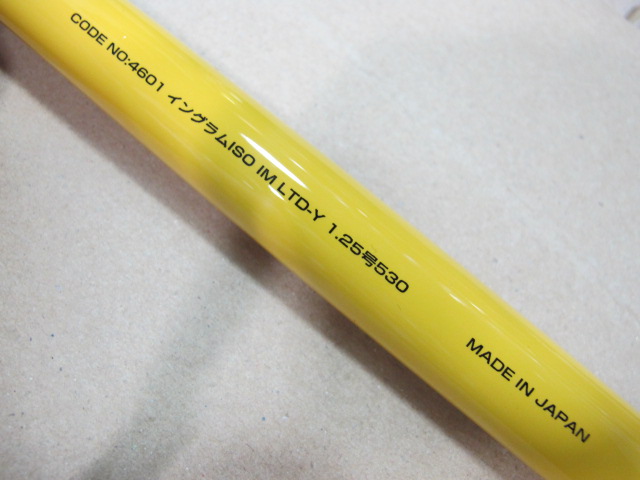 CODE NO:4601 イングラムISO IM LTD-Y 1.25号530
MADE IN JAPAN